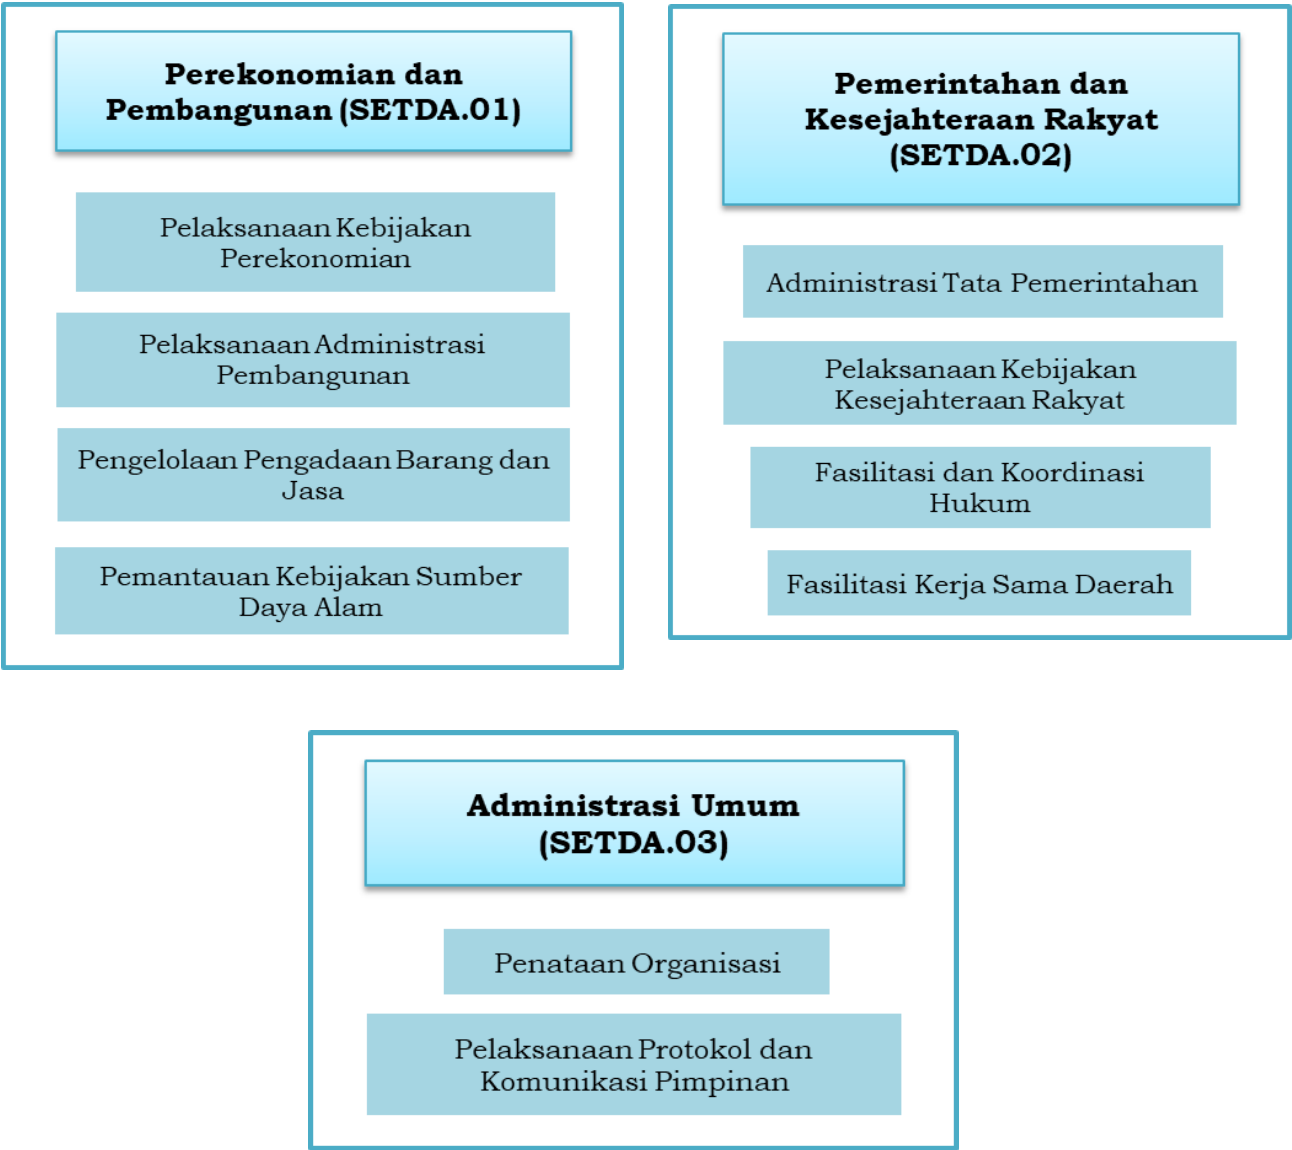 Perekonomian dan
Pembangunan (SETDA.01)
Pelaksanaan Kebijakan
Perekonomian
Pelaksanaan Administrasi
Pembangunan
Pengelolaan Pengadaan Barang dan
Jasa
Pemantauan Kebijakan Sumber
Daya Alam
Pemerintahan dan
Kesejahteraan Rakyat
(SETDA.02)
Administrasi Tata Pemerintahan
Pelaksanaan Kebijakan
Kesejahteraan Rakyat
Fasilitasi dan Koordinasi
Hukum
Fasilitasi Kerja Sama Daerah
Administrasi Umum
(SETDA.03)
Penataan Organisasi
Pelaksanaan Protokol dan
Komunikasi Pimpinan